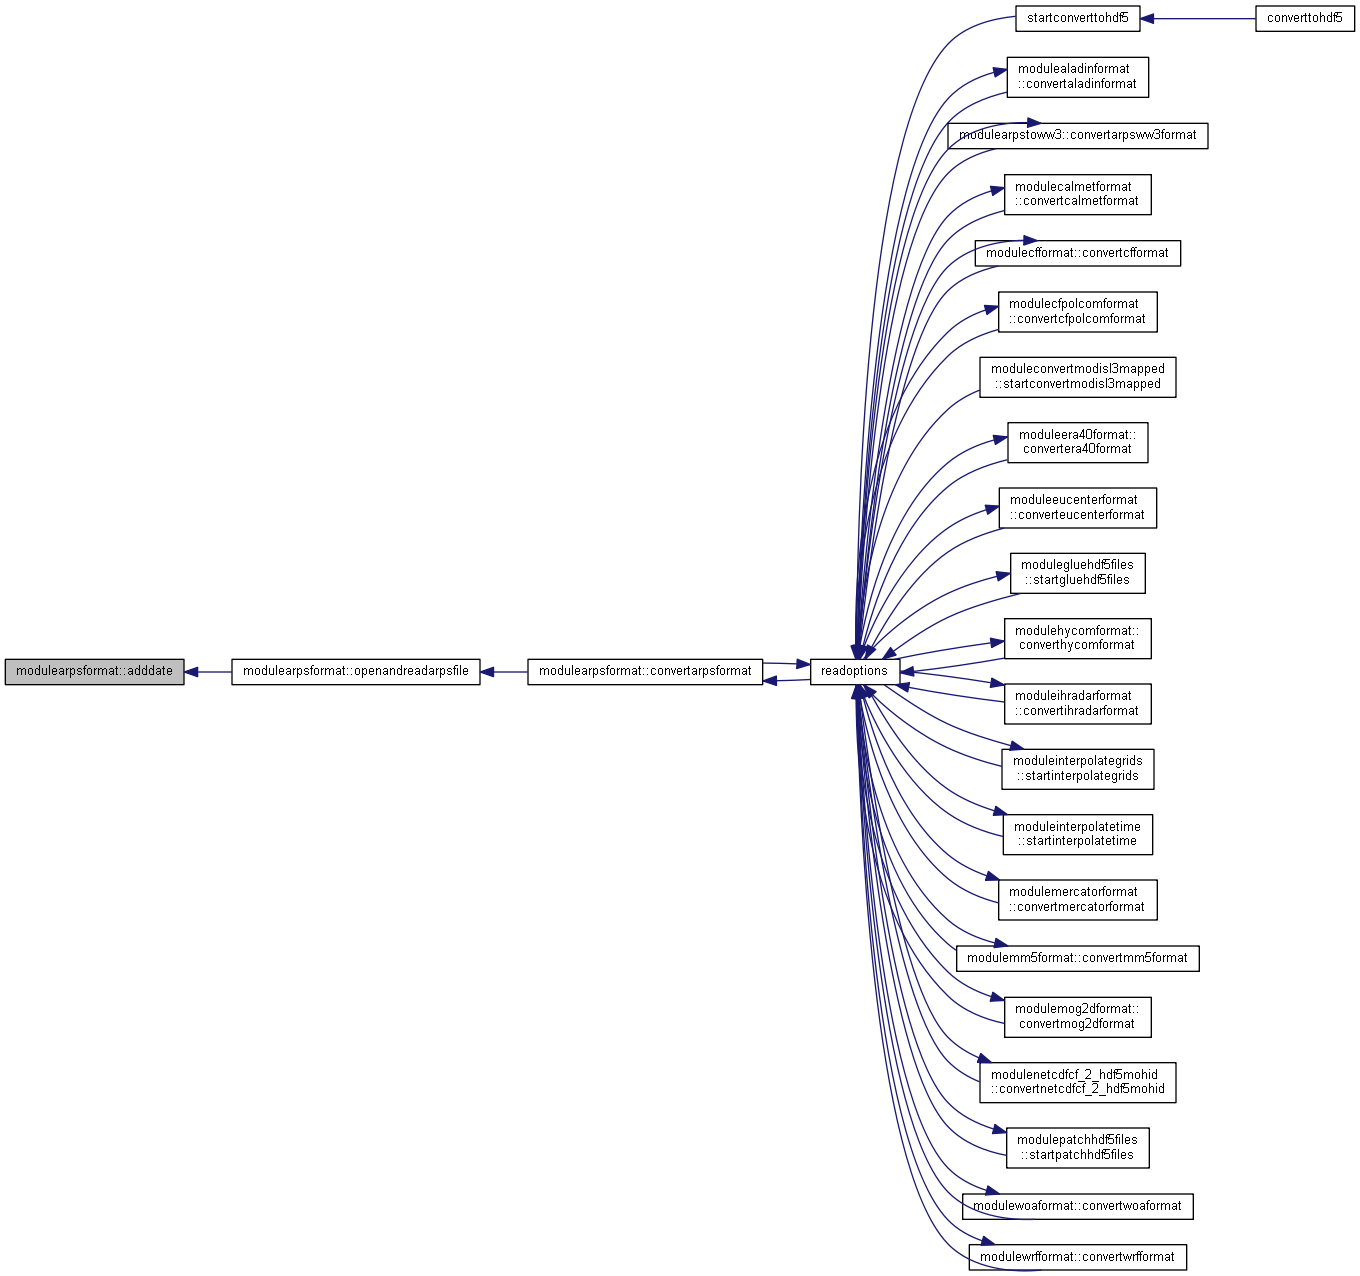 startconverttohdf5
converttohdf5
modulealadinformat
::convertaladinformat
modulearpstoww3::convertarpsww3format
modulecalmetformat
::convertcalmetformat
modulecfformat::convertcfformat
modulecfpolcomformat
::convertcfpolcomformat
moduleconvertmodisl3mapped
::startconvertmodisl3mapped
moduleera40format::
convertera40format
moduleeucenterformat
::converteucenterformat
modulegluehdf5files
::startgluehdf5files
modulehycomformat::
converthycomformat
modulearpsformat::adddate
modulearpsformat::openandreadarpsfile
modulearpsformat::convertarpsformat
readoptions
moduleihradarformat
::convertihradarformat
moduleinterpolategrids
::startinterpolategrids
moduleinterpolatetime
::startinterpolatetime
modulemercatorformat
::convertmercatorformat
modulemm5format::convertmm5format
modulemog2dformat::
convertmog2dformat
modulenetcdfcf_2_hdf5mohid
::convertnetcdfcf_2_hdf5mohid
modulepatchhdf5files
::startpatchhdf5files
modulewoaformat::convertwoaformat
modulewrfformat::convertwrfformat